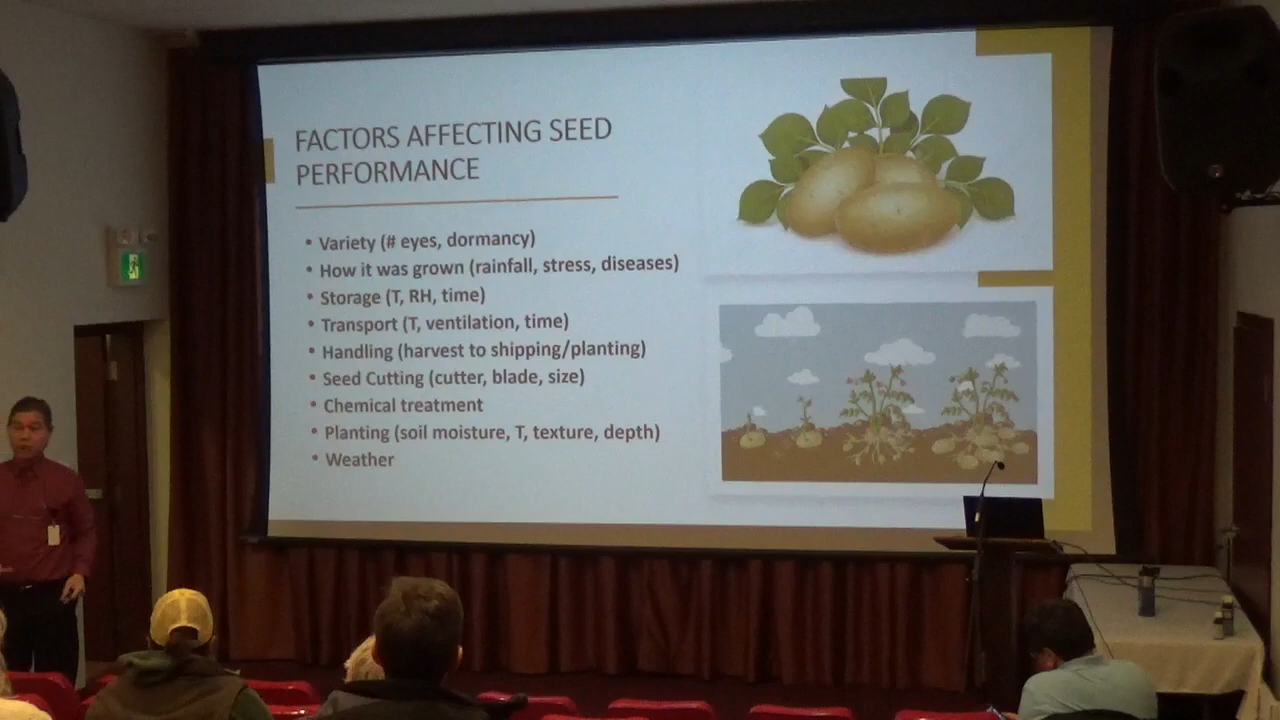 FACTORS AFFECTING SEED
PERFORMANCE
• Variety (# eyes, dormancy)
• How it was grown (rainfall, stress, diseases)
• Storage (T, RH, time)
• Transport (T, ventilation, time)
• Handling (harvest to shipping/planting)
• Seed Cutting (cutter, blade, size)
• Chemical treatment
• Planting (soil moisture, T, texture, depth)
• Weather